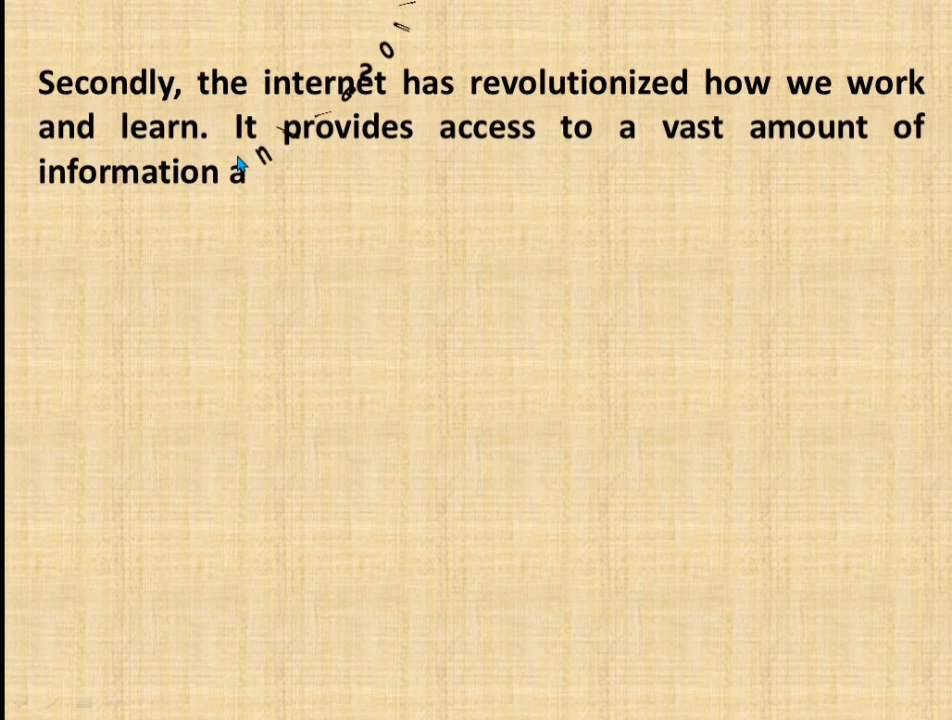 Secondly, the internet has revolutionized how we work
and learn. It provides access to a vast amount of
information a